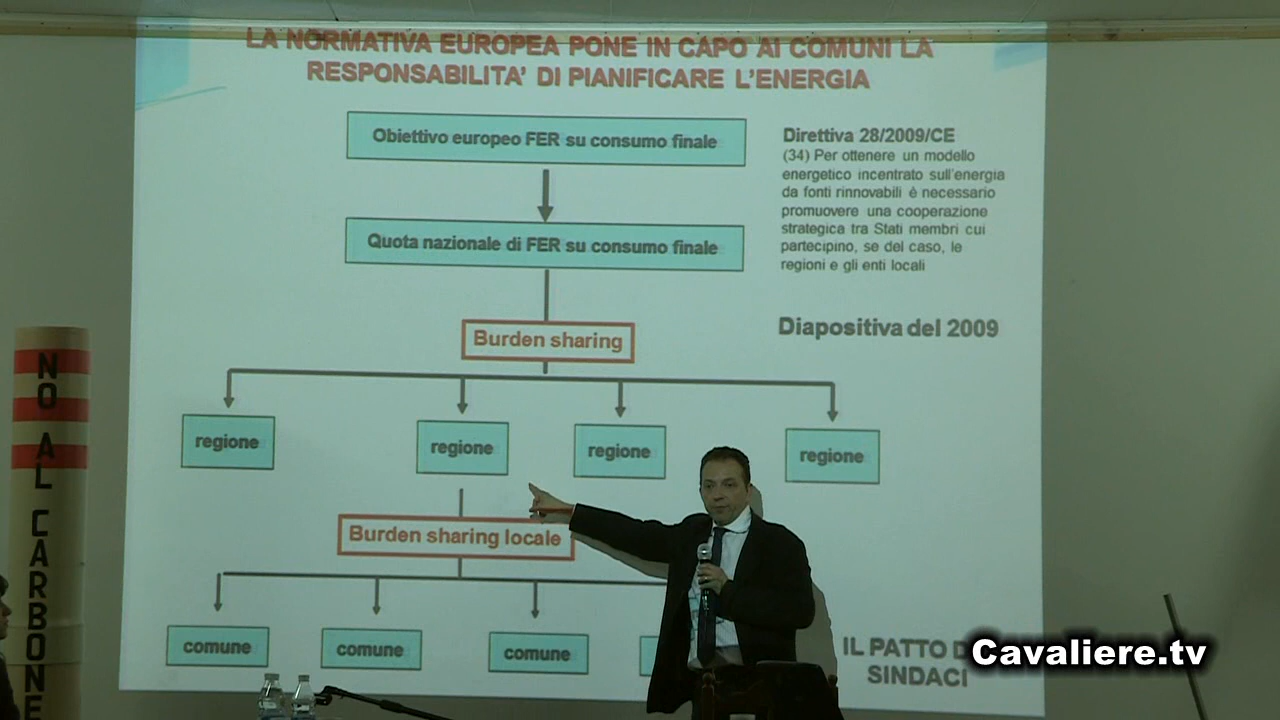 LA NORMATIVA EUROPEA PONE IN CAPO AI COMUNI LA
RESPONSABILITA' DI PIANIFICARE L'ENERGIA
Obiettivo europeo FER su consumo finale
Quota nazionale di FER su consumo finale
Direttiva 28/2009/CE
(34) Per ottenere un modello
energetico incentrato sull'energia
da fonti rinnovabili è necessario
promuovere una cooperazione
strategica tra Stati membri cui
partecipino, se del caso, le
regioni e gli enti locali
Diapositiva del 2009
Burden sharing
regione
regione
regione
regione
Burden sharing locale
comune
comune
comune
IL PATTO
SINDACI
Cavaliere.tv
NO AL CARBONE